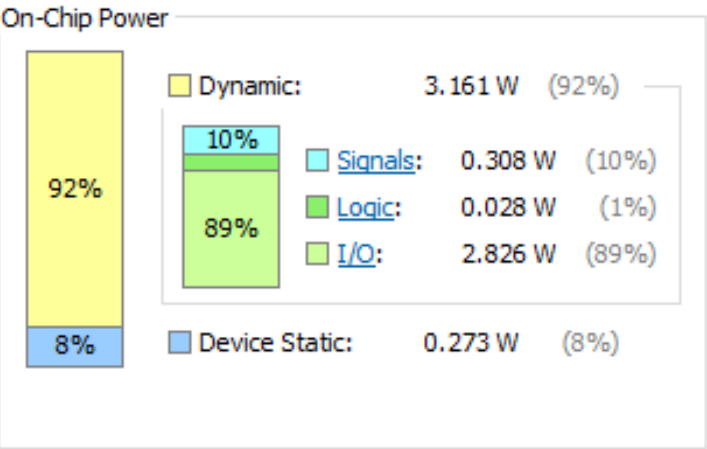 On-Chip Power
92%
8%
Dynamic: 3.161 W (92%)
10%
89%
Signals: 0.308 W (10%)
Logic: 0.028 W (1%)
I/O: 2.826 W (89%)
Device Static: 0.273 W (8%)